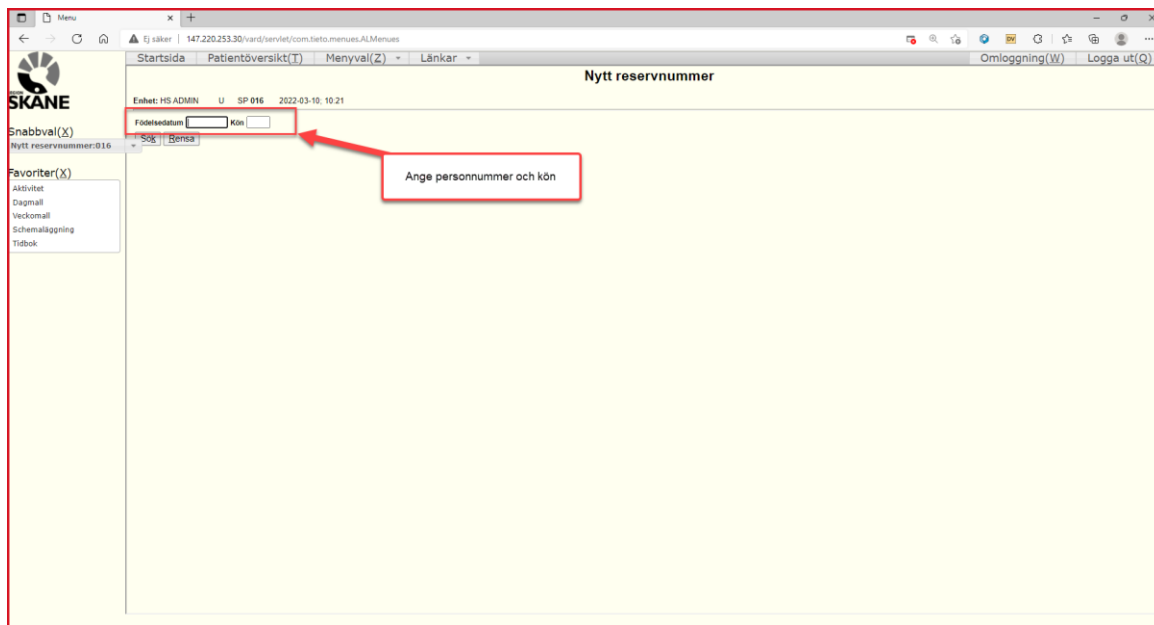 Menu
Ej säker | 147.220.253.30/vard/servlet/com.tieto.menues.ALMenues
Startsida Patientöversikt(T) Menyval(Z) Länkar Omloggning(W) Logga ut(Q)
Nytt reservnummer
SKÅNE
Enhet: HS ADMIN U SP 016 2022-03-10; 10:21
Födelsedatum Kön
Sök Rensa
Snabbval(X)
Nytt reservnummer:016
Ange personnummer och kön
Favoriter(X)
Aktivitet
Dagmall
Veckomall
Schemaläggning
Tidbok